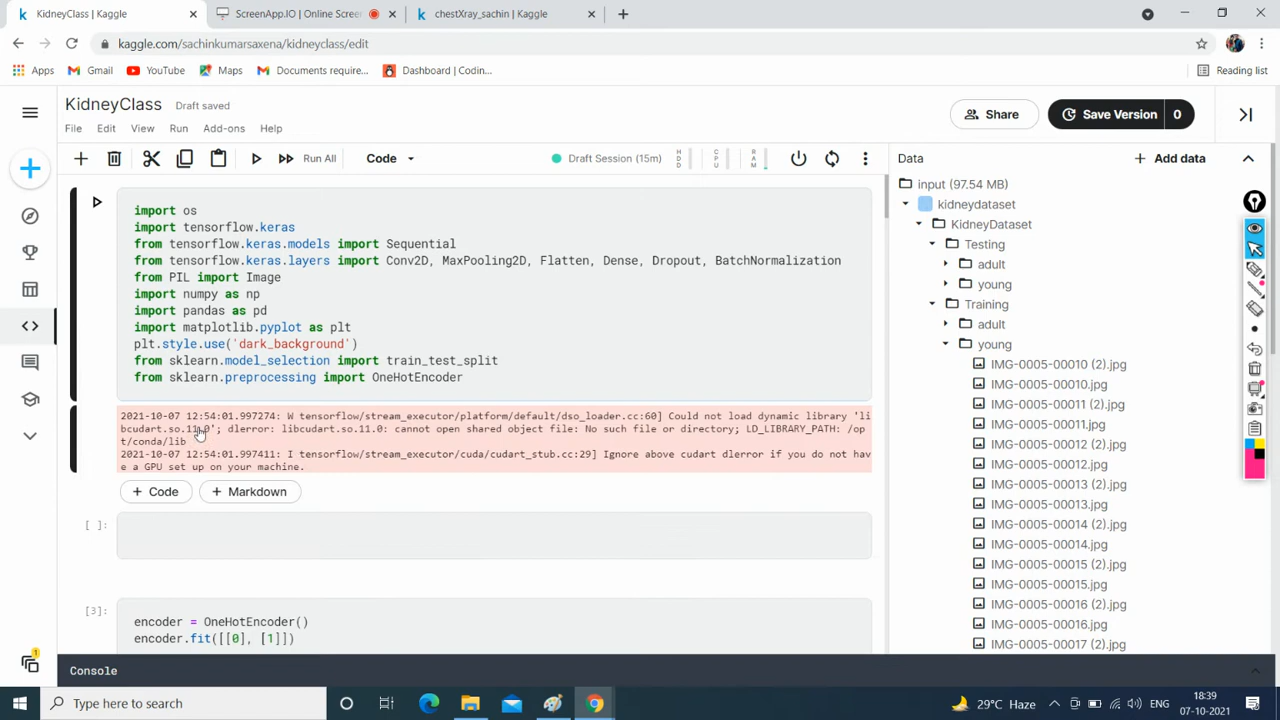 KidneyClass | Kaggle
ScreenApp.IO | Online Screen
chestXray_sachin | Kaggle
kaggle.com/sachinkumarsaxena/kidneyclass/edit
Apps
Gmail
YouTube
Maps
Documents require...
Dashboard | Codin...
Reading list
KidneyClass
Draft saved
Share
Save Version
0
File
Edit
View
Run
Add-ons
Help
Run All
Code
Draft Session (15m)
HDD
CPU
RAM
Data
Add data
import os
import tensorflow.keras
from tensorflow.keras.models import Sequential
from tensorflow.keras.layers import Conv2D, MaxPooling2D, Flatten, Dense, Dropout, BatchNormalization
from PIL import Image
import numpy as np
import pandas as pd
import matplotlib.pyplot as plt
plt.style.use('dark_background')
from sklearn.model_selection import train_test_split
from sklearn.preprocessing import OneHotEncoder
2021-10-07 12:54:01.997274: W tensorflow/stream_executor/platform/default/dso_loader.cc:60] Could not load dynamic library 'li
bcudart.so.11.0'; dlerror: libcudart.so.11.0: cannot open shared object file: No such file or directory; LD_LIBRARY_PATH: /op
t/conda/lib
2021-10-07 12:54:01.997411: I tensorflow/stream_executor/cuda/cudart_stub.cc:29] Ignore above cudart dlerror if you do not hav
e a GPU set up on your machine.
+ Code
+ Markdown
[ ]:
[3]:
encoder = OneHotEncoder()
encoder.fit([[0], [1]])
Console
input (97.54 MB)
kidneydataset
KidneyDataset
Testing
adult
young
Training
adult
young
IMG-0005-00010 (2).jpg
IMG-0005-00010.jpg
IMG-0005-00011 (2).jpg
IMG-0005-00011.jpg
IMG-0005-00012 (2).jpg
IMG-0005-00012.jpg
IMG-0005-00013 (2).jpg
IMG-0005-00013.jpg
IMG-0005-00014 (2).jpg
IMG-0005-00014.jpg
IMG-0005-00015 (2).jpg
IMG-0005-00015.jpg
IMG-0005-00016 (2).jpg
IMG-0005-00016.jpg
IMG-0005-00017 (2).jpg
1
Type here to search
29°C Haze
ENG
18:39
07-10-2021